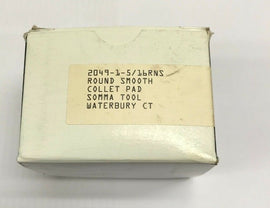 2049-1-5/16RNS
ROUND SMOOTH
COLLET PAD
SOMMA TOOL
WATERBURY CT